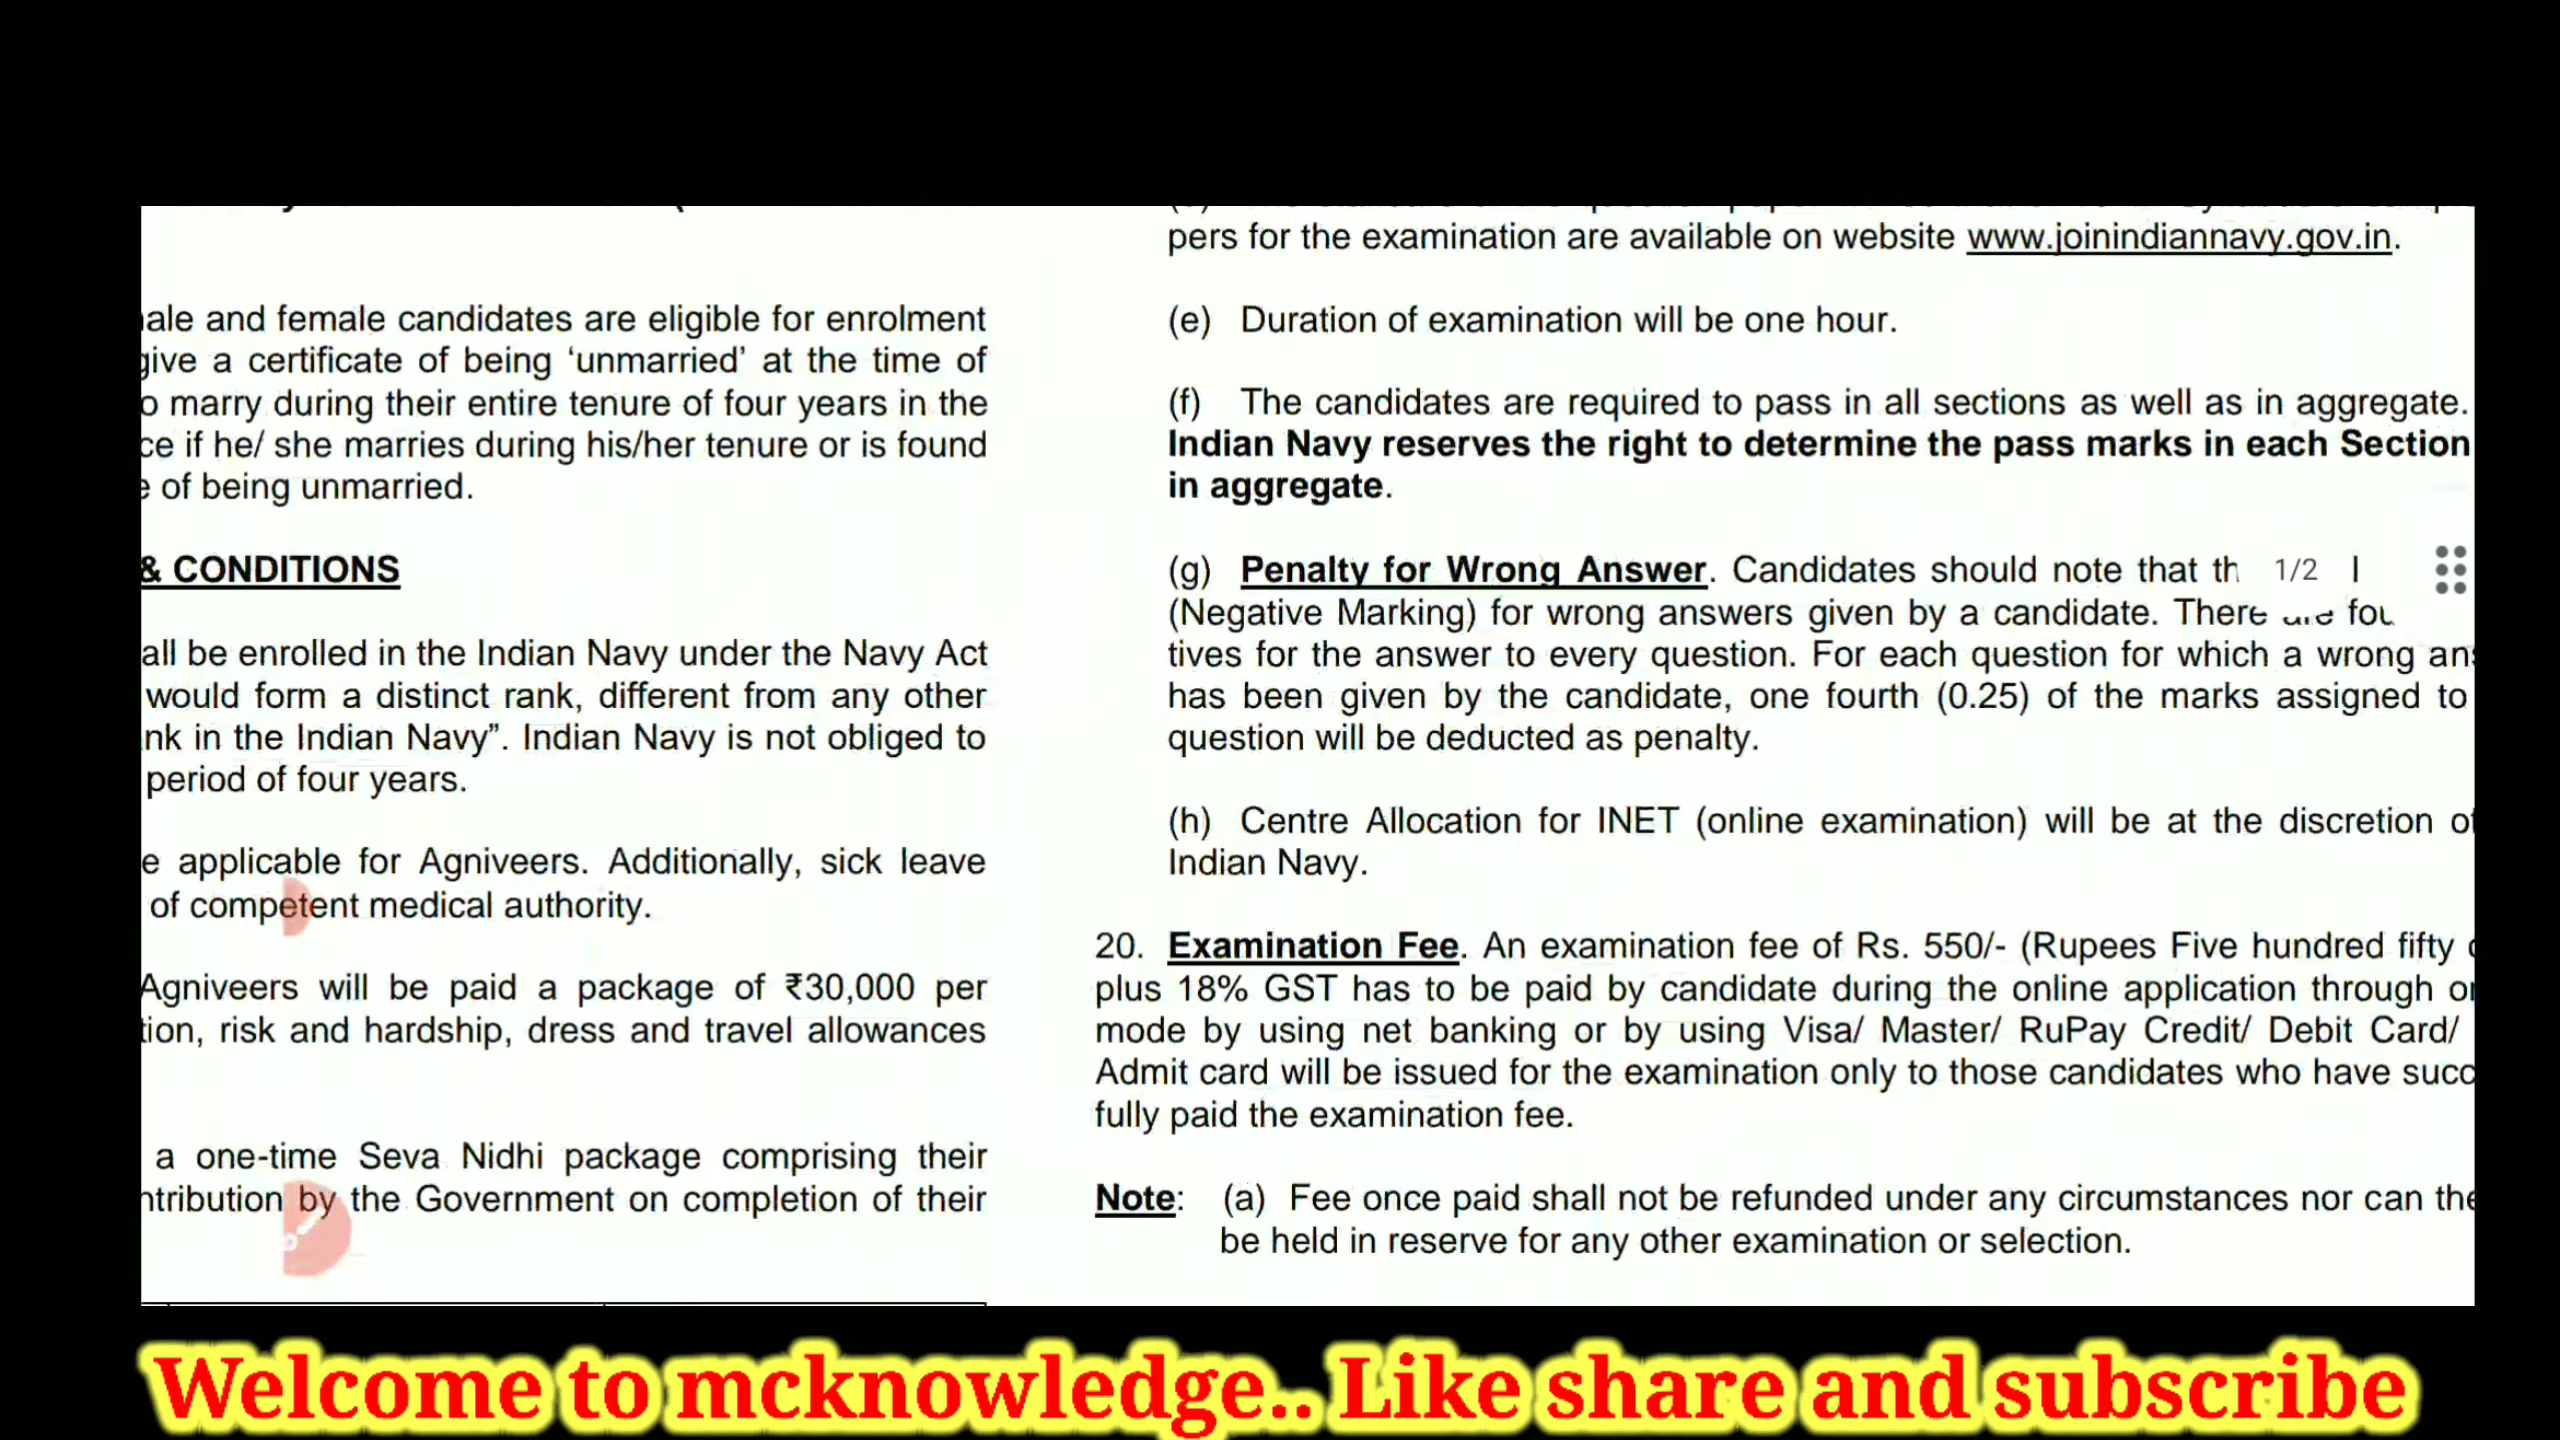 ale and female candidates are eligible for enrolment
give a certificate of being ‘unmarried’ at the time of
o marry during their entire tenure of four years in the
ce if he/ she marries during his/her tenure or is found
e of being unmarried.
& CONDITIONS
all be enrolled in the Indian Navy under the Navy Act
would form a distinct rank, different from any other
nk in the Indian Navy”. Indian Navy is not obliged to
period of four years.
e applicable for Agniveers. Additionally, sick leave
of competent medical authority.
Agniveers will be paid a package of ₹30,000 per
tion, risk and hardship, dress and travel allowances
a one-time Seva Nidhi package comprising their
ntribution by the Government on completion of their
pers for the examination are available on website www.joinindiannavy.gov.in.
(e) Duration of examination will be one hour.
(f) The candidates are required to pass in all sections as well as in aggregate.
Indian Navy reserves the right to determine the pass marks in each Section
in aggregate.
(g) Penalty for Wrong Answer. Candidates should note that th
1/2
(Negative Marking) for wrong answers given by a candidate. There are fou
tives for the answer to every question. For each question for which a wrong an
has been given by the candidate, one fourth (0.25) of the marks assigned to
question will be deducted as penalty.
(h) Centre Allocation for INET (online examination) will be at the discretion of
Indian Navy.
20. Examination Fee. An examination fee of Rs. 550/- (Rupees Five hundred fifty
plus 18% GST has to be paid by candidate during the online application through
mode by using net banking or by using Visa/ Master/ RuPay Credit/ Debit Card/
Admit card will be issued for the examination only to those candidates who have succ
fully paid the examination fee.
Note: (a) Fee once paid shall not be refunded under any circumstances nor can the
be held in reserve for any other examination or selection.
Welcome to mcknowledge.. Like share and subscribe